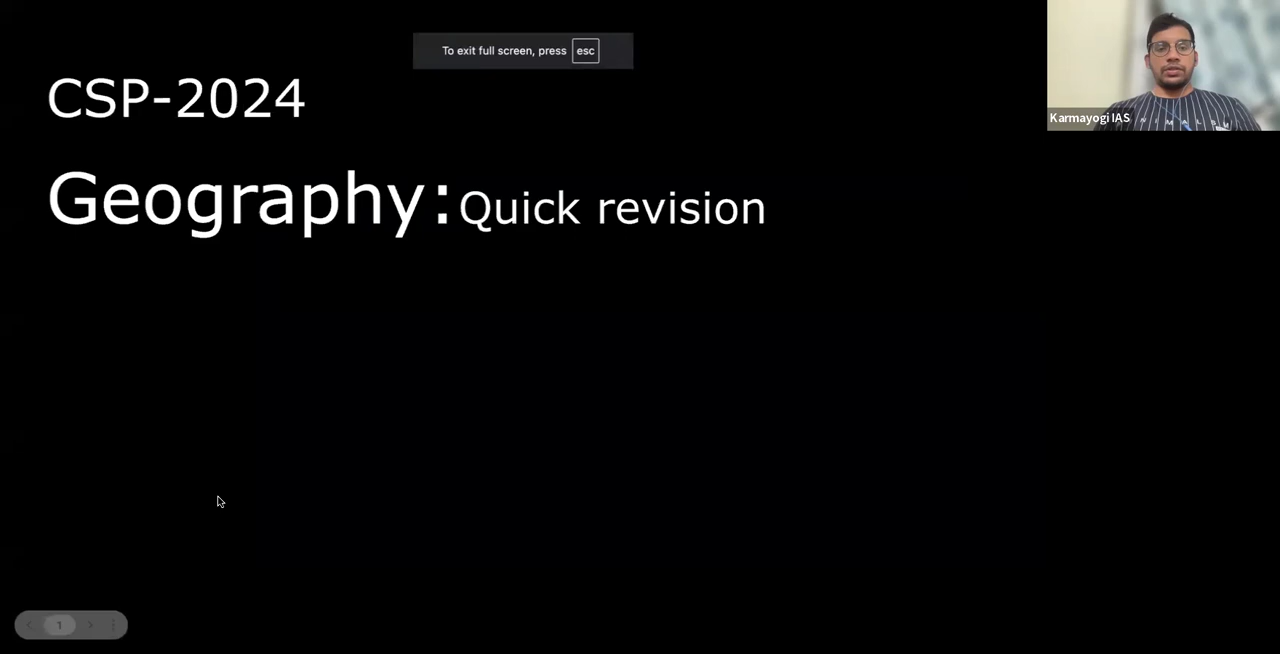 To exit full screen, press esc
CSP-2024
Geography: Quick revision
Karmayogi IAS
N I M A L S M
1